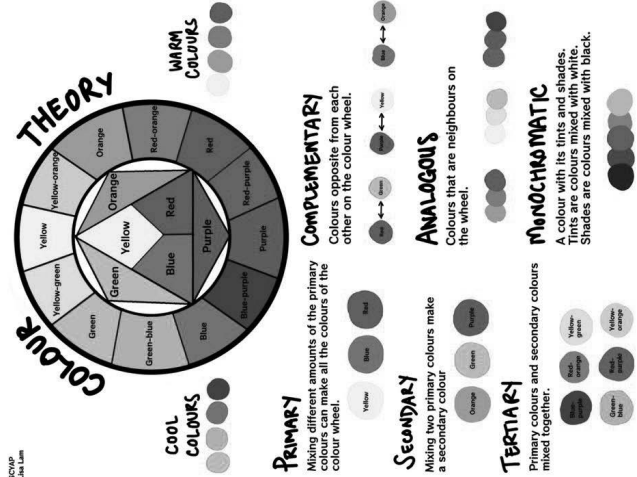 SCYAP
Lisa Lam
COLOUR THEORY
COOL
COLOURS
WARM
COLOURS
Yellow
Yellow-orange
Orange
Red-orange
Red
Red-purple
Purple
Blue-purple
Blue
Green-blue
Green
Yellow-green
Yellow
Orange
Red
Purple
Blue
Green
PRIMARY
Mixing different amounts of the primary
colours can make all the colours of the
colour wheel.
Yellow
Blue
Red
SECONDARY
Mixing two primary colours make
a secondary colour
Orange
Green
Purple
TERTIARY
Primary colours and secondary colours
mixed together.
Blue-
purple
Red-
orange
Yellow-
green
Green-
blue
Red-
purple
Yellow-
orange
COMPLEMENTARY
Colours opposite from each
other on the colour wheel.
Red
Green
Purple
Yellow
Blue
Orange
ANALOGOUS
Colours that are neighbours on
the wheel.
MONOCHROMATIC
A colour with its tints and shades.
Tints are colours mixed with white.
Shades are colours mixed with black.